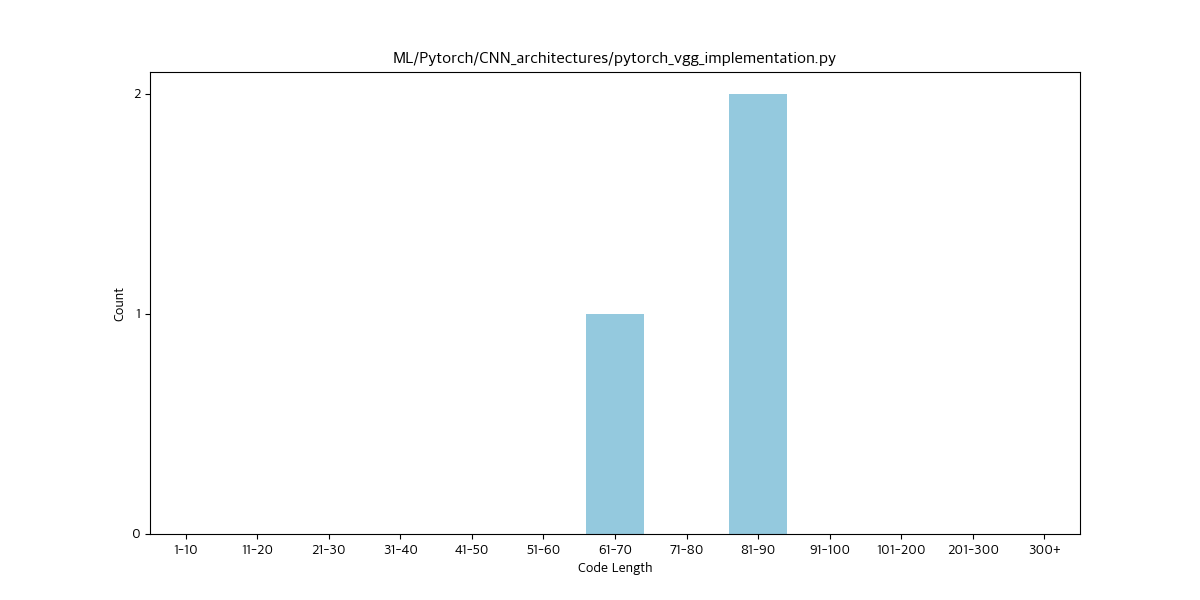 ML/Pytorch/CNN_architectures/pytorch_vgg_implementation.py
2
1
0
Count
1-10 11-20 21-30 31-40 41-50 51-60 61-70 71-80 81-90 91-100 101-200 201-300 300+
Code Length